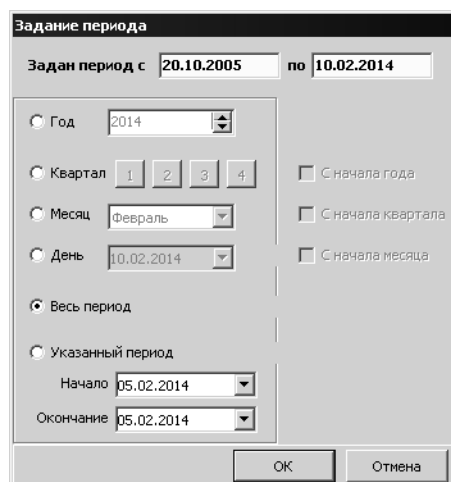 Задание периода
Задан период с 20.10.2005 по 10.02.2014
Год 2014
Квартал 1 2 3 4 С начала года
Месяц Февраль С начала квартала
День 10.02.2014 С начала месяца
Весь период
Указанный период
Начало 05.02.2014
Окончание 05.02.2014
ОК Отмена